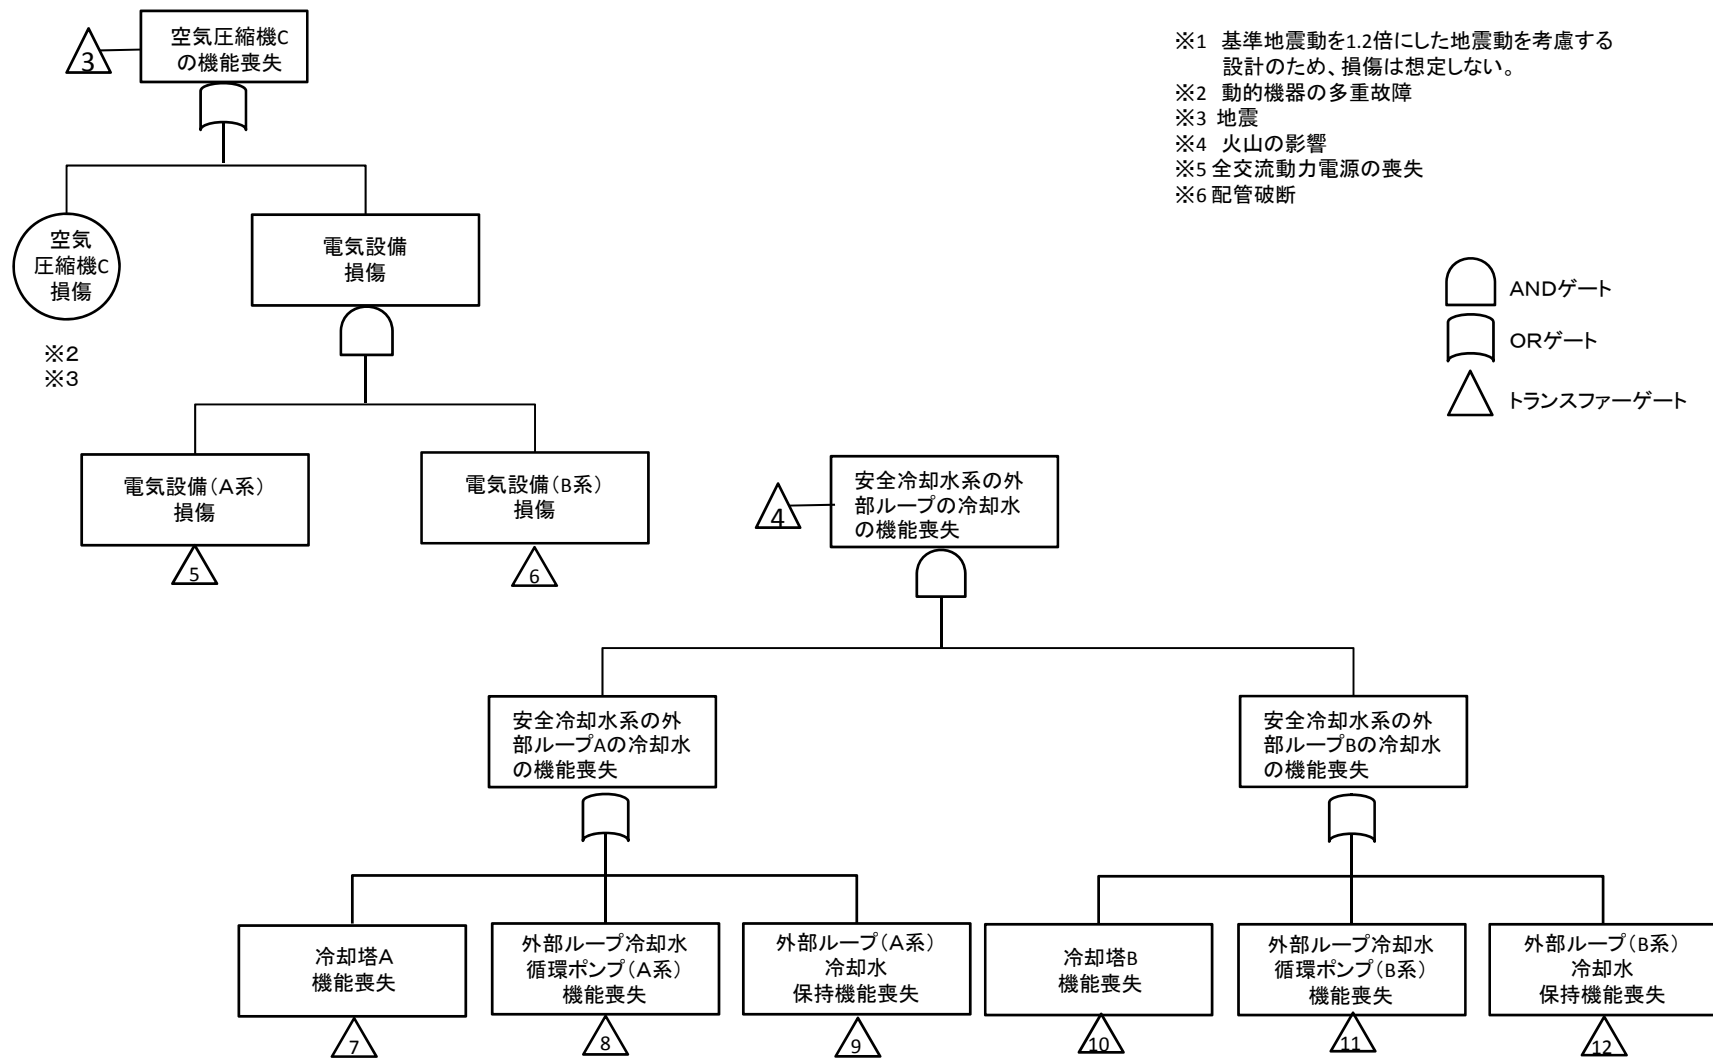 空気圧縮機C
の機能喪失
3
※1 基準地震動を1.2倍にした地震動を考慮する
設計のため、損傷は想定しない。
※2 動的機器の多重故障
※3 地震
※4 火山の影響
※5 全交流動力電源の喪失
※6 配管破断
空気
圧縮機C
損傷
※2
※3
電気設備
損傷
ANDゲート
ORゲート
トランスファーゲート
電気設備(A系)
損傷
5
電気設備(B系)
損傷
6
4
安全冷却水系の外
部ループの冷却水
の機能喪失
安全冷却水系の外
部ループAの冷却水
の機能喪失
安全冷却水系の外
部ループBの冷却水
の機能喪失
冷却塔A
機能喪失
7
外部ループ冷却水
循環ポンプ(A系)
機能喪失
8
外部ループ(A系)
冷却水
保持機能喪失
9
冷却塔B
機能喪失
10
外部ループ冷却水
循環ポンプ(B系)
機能喪失
11
外部ループ(B系)
冷却水
保持機能喪失
12